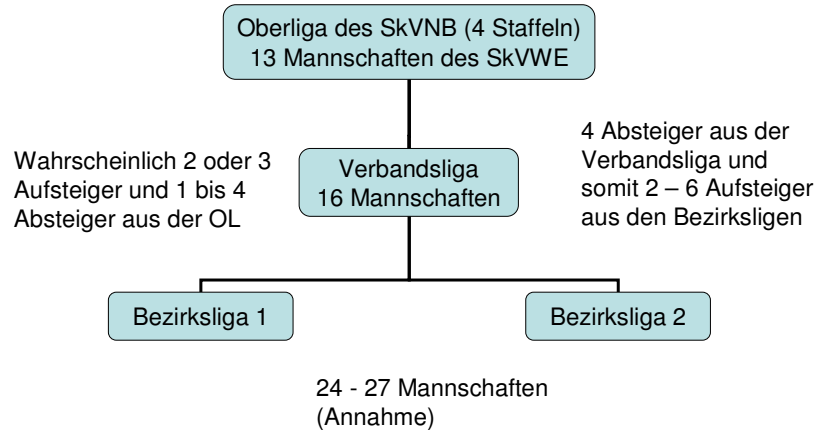 Oberliga des SkVNB (4 Staffeln)
13 Mannschaften des SkVWE
Wahrscheinlich 2 oder 3
Aufsteiger und 1 bis 4
Absteiger aus der OL
Verbandsliga
16 Mannschaften
4 Absteiger aus der
Verbandsliga und
somit 2 – 6 Aufsteiger
aus den Bezirksligen
Bezirksliga 1
Bezirksliga 2
24 - 27 Mannschaften
(Annahme)